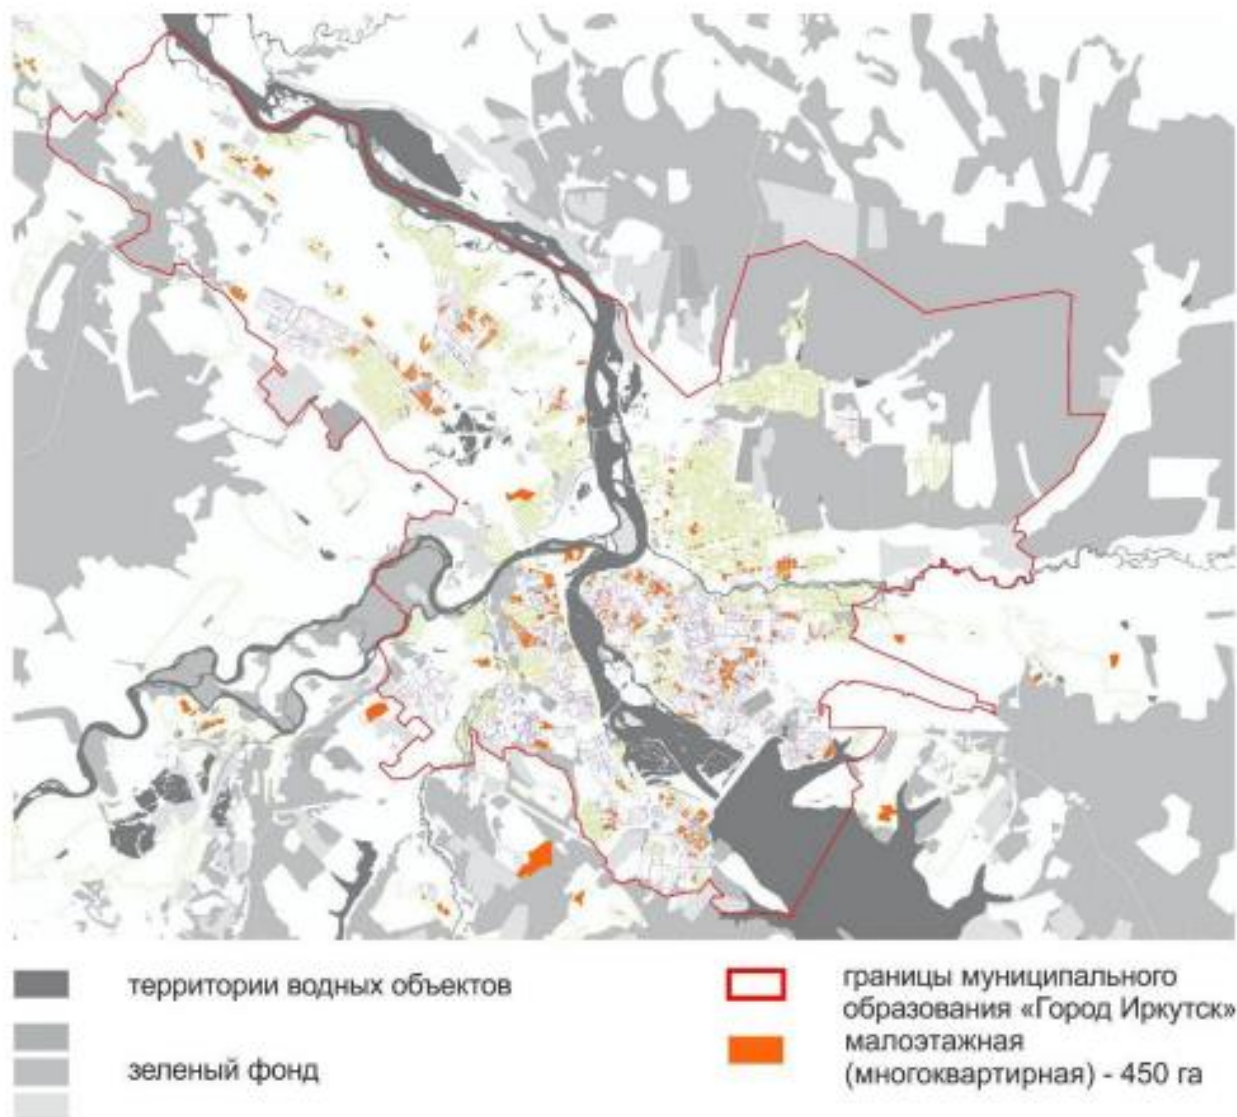 территории водных объектов
зеленый фонд
границы муниципального
образования «Город Иркутск»
малоэтажная
(многоквартирная) - 450 га